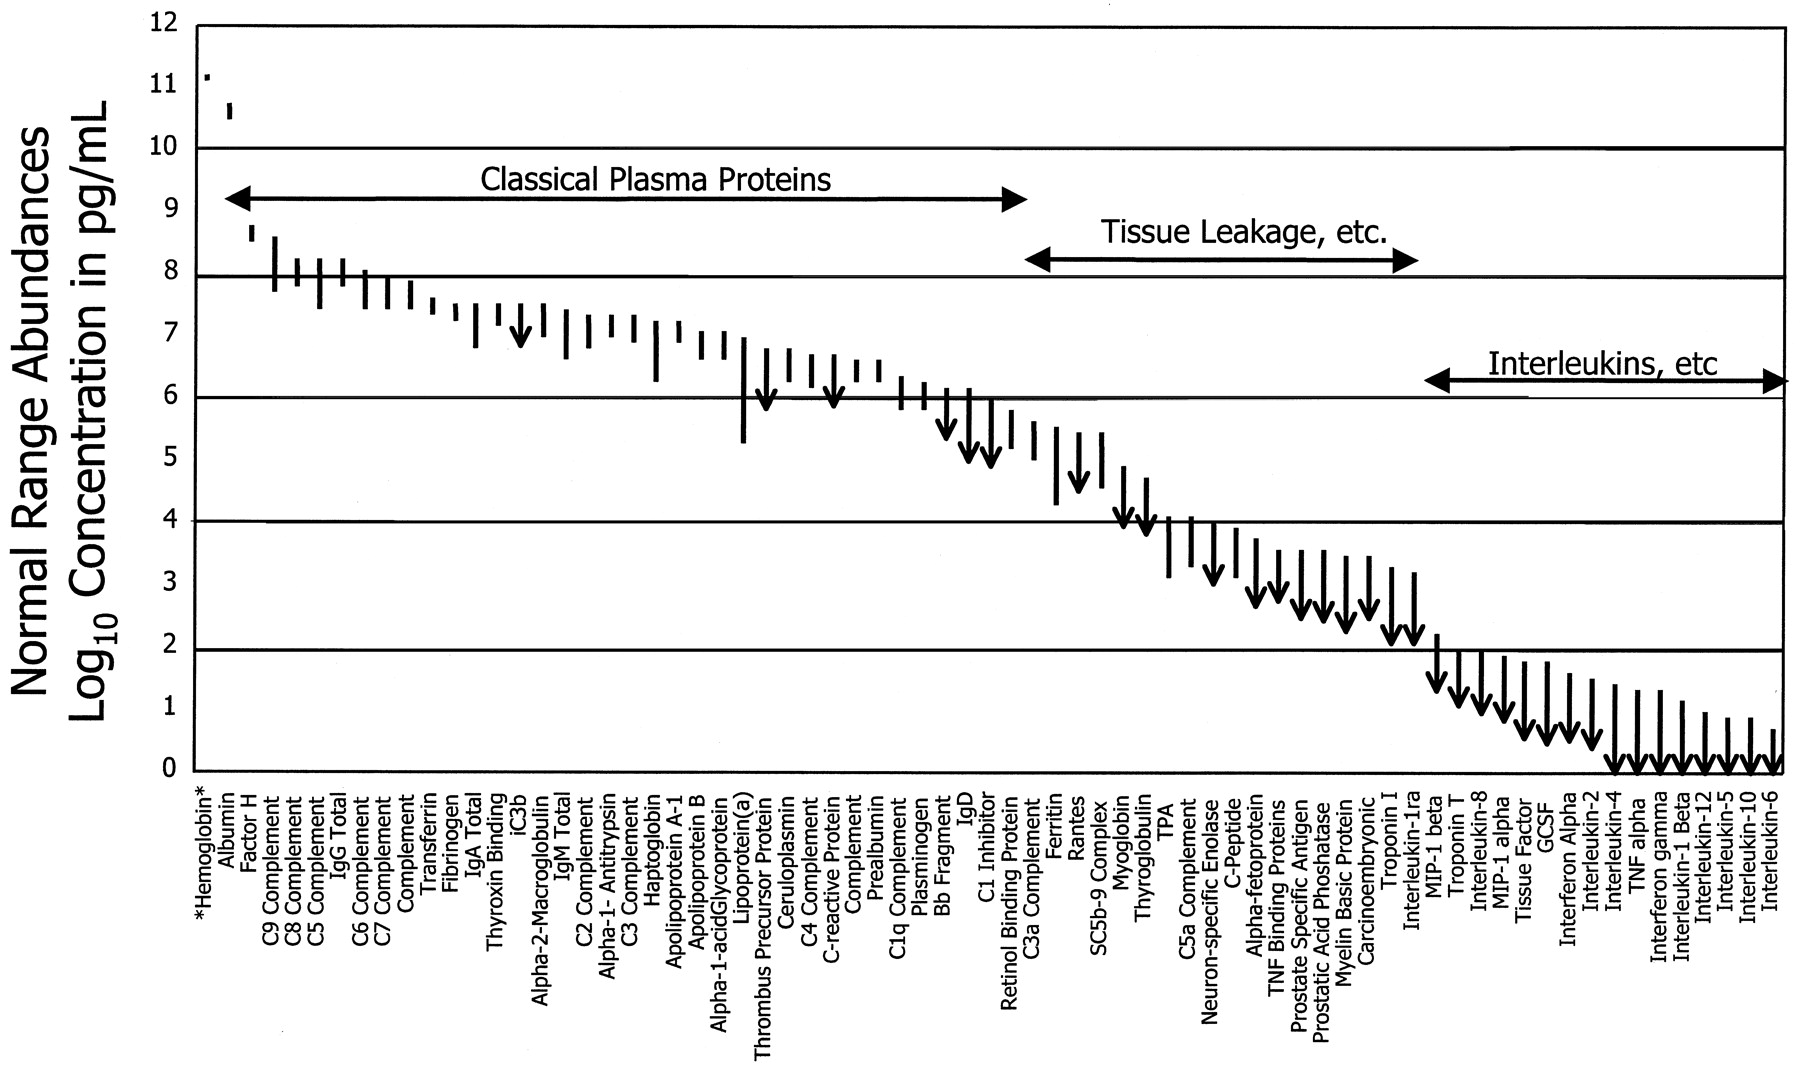 Normal Range Abundances
Log10 Concentration in pg/mL
12
11
10
9
8
7
6
5
4
3
2
1
0
Classical Plasma Proteins
Tissue Leakage, etc.
Interleukins, etc
*Hemoglobin*
Albumin
Factor H
C9 Complement
C8 Complement
C5 Complement
IgG Total
C6 Complement
C7 Complement
Complement
Transferrin
Fibrinogen
IgA Total
Thyroxin Binding
iC3b
Alpha-2-Macroglobulin
IgM Total
C2 Complement
Alpha-1- Antitrypsin
C3 Complement
Haptoglobin
Apolipoprotein A-1
Apolipoprotein B
Alpha-1-acidGlycoprotein
Lipoprotein(a)
Thrombus Precursor Protein
Ceruloplasmin
C4 Complement
C-reactive Protein
Complement
Prealbumin
C1q Complement
Plasminogen
Bb Fragment
IgD
C1 Inhibitor
Retinol Binding Protein
C3a Complement
Ferritin
Rantes
SC5b-9 Complex
Myoglobin
Thyroglobulin
TPA
C5a Complement
Neuron-specific Enolase
C-Peptide
Alpha-fetoprotein
TNF Binding Proteins
Prostate Specific Antigen
Prostatic Acid Phoshatase
Myelin Basic Protein
Carcinoembryonic
Troponin I
Interleukin-1ra
MIP-1 beta
Troponin T
Interleukin-8
MIP-1 alpha
Tissue Factor
GCSF
Interferon Alpha
Interleukin-2
Interleukin-4
TNF alpha
Interferon gamma
Interleukin-1 Beta
Interleukin-12
Interleukin-5
Interleukin-10
Interleukin-6